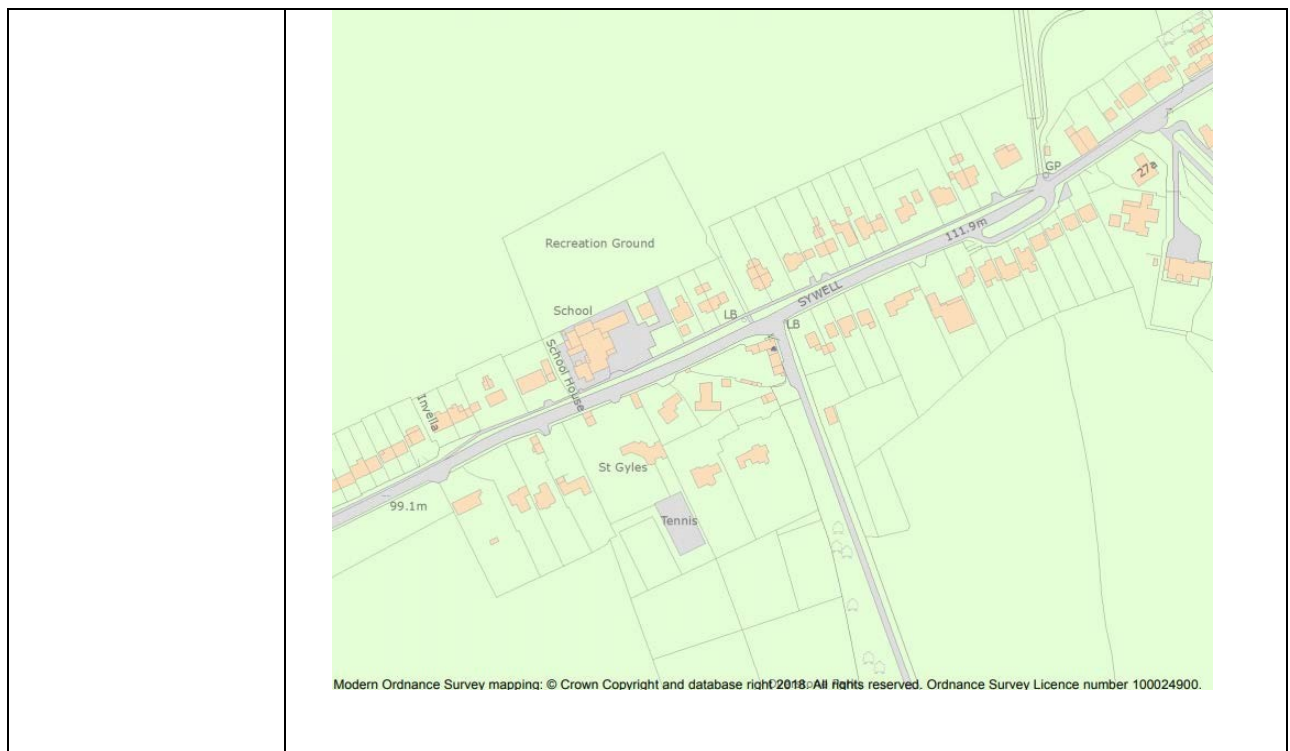 GP
27a
111.9m
Recreation Ground
SYWELL
School
LB
LB
School House
Invella
St Gyles
99.1m
Tennis
Modern Ordnance Survey mapping: © Crown Copyright and database right 2018. All rights reserved. Ordnance Survey Licence number 100024900.